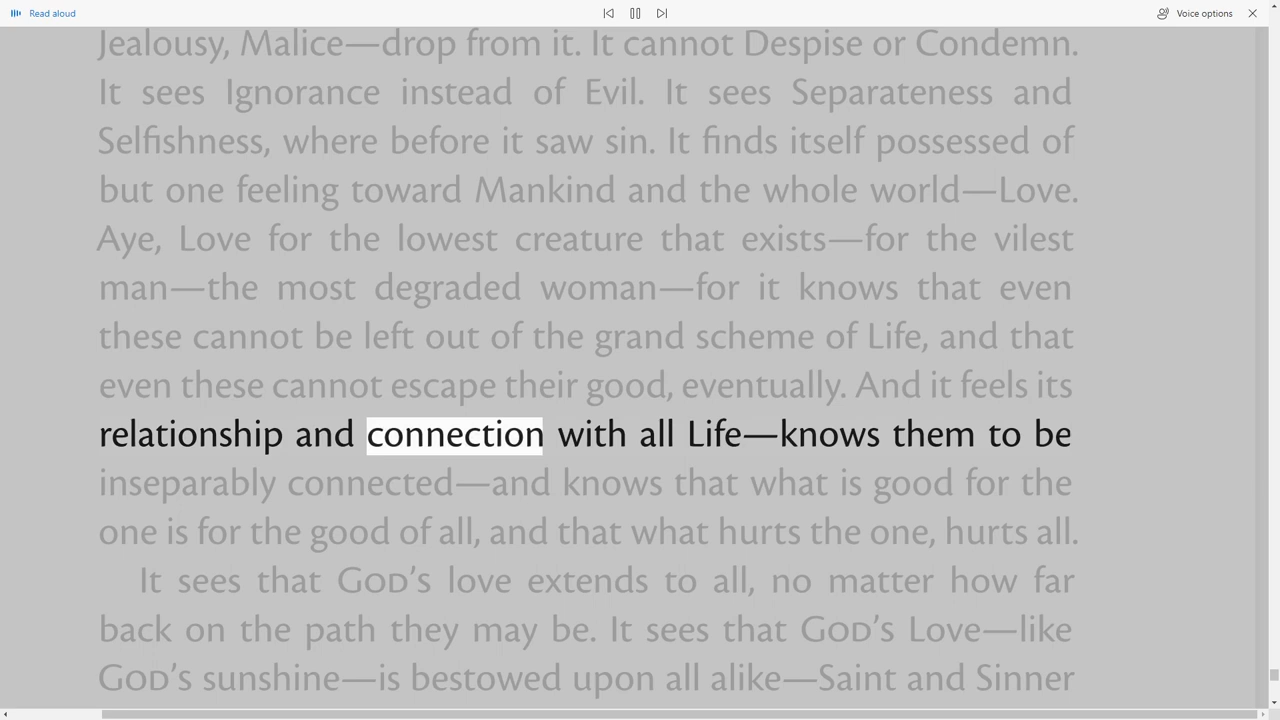 Read aloud
Voice options
Jealousy, Malice—drop from it. It cannot Despise or Condemn.
It sees Ignorance instead of Evil. It sees Separateness and
Selfishness, where before it saw sin. It finds itself possessed of
but one feeling toward Mankind and the whole world—Love.
Aye, Love for the lowest creature that exists—for the vilest
man—the most degraded woman—for it knows that even
these cannot be left out of the grand scheme of Life, and that
even these cannot escape their good, eventually. And it feels its
relationship and connection with all Life—knows them to be
inseparably connected—and knows that what is good for the
one is for the good of all, and that what hurts the one, hurts all.
It sees that GOD’S love extends to all, no matter how far
back on the path they may be. It sees that GOD’S Love—like
GOD’S sunshine—is bestowed upon all alike—Saint and Sinner